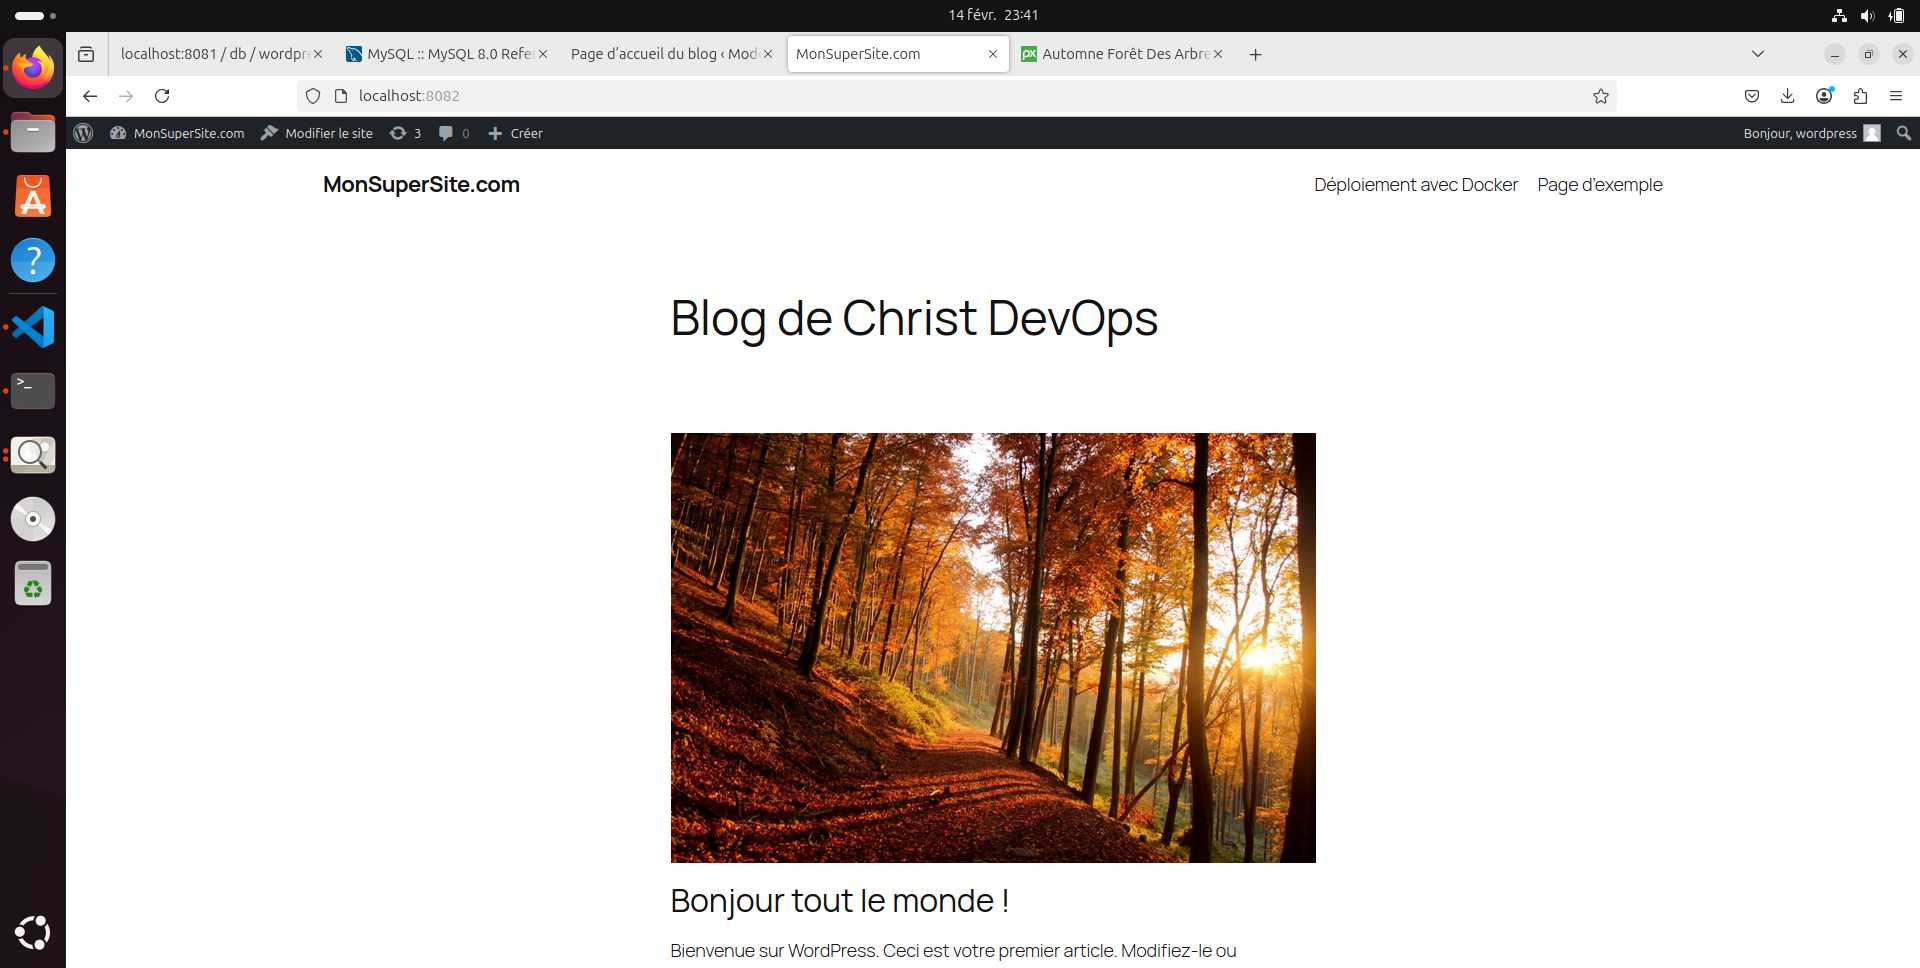 14 févr. 23:41
localhost:8081 / db / wordpr
MySQL :: MySQL 8.0 Refe
Page d’accueil du blog ‹ Mod
MonSuperSite.com
Automne Forêt Des Arbre
localhost:8082
MonSuperSite.com
Modifier le site
3
0
Créer
Bonjour, wordpress
MonSuperSite.com
Déploiement avec Docker
Page d’exemple
Blog de Christ DevOps
Bonjour tout le monde !
Bienvenue sur WordPress. Ceci est votre premier article. Modifiez-le ou